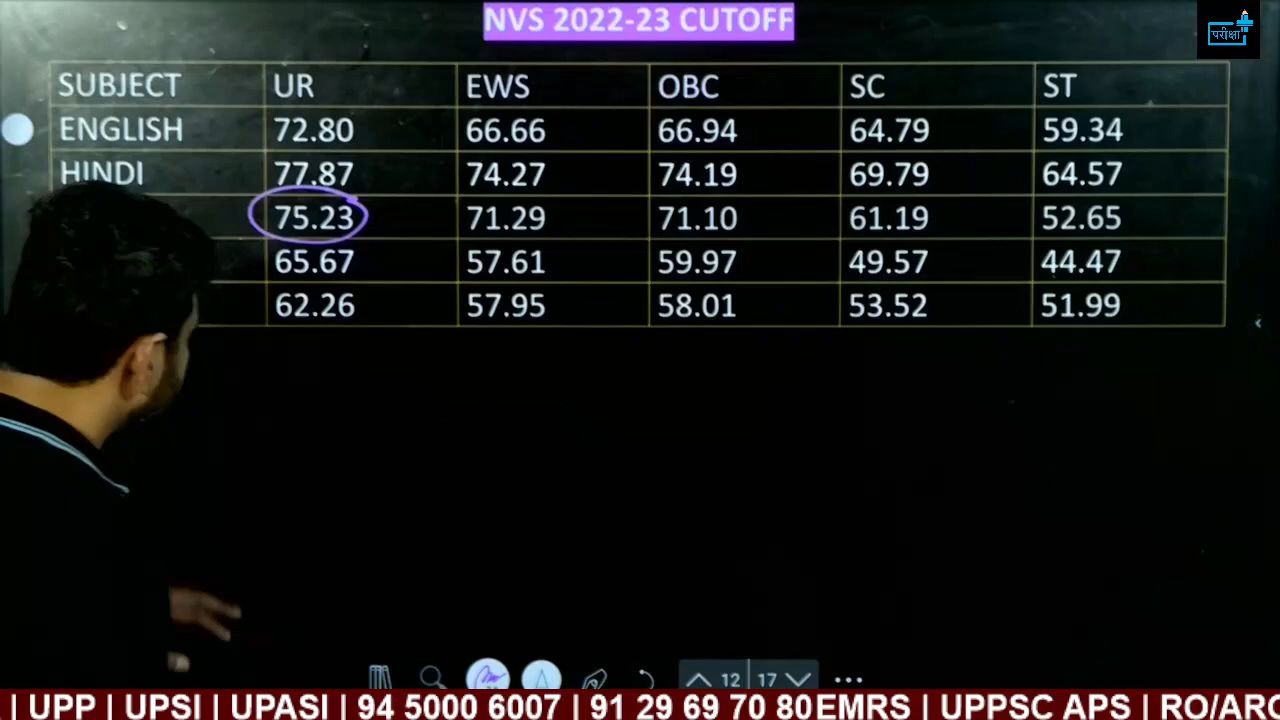 NVS 2022-23 CUTOFF
परीक्षा
SUBJECT UR EWS OBC SC ST
ENGLISH 72.80 66.66 66.94 64.79 59.34
HINDI 77.87 74.27 74.19 69.79 64.57
75.23 71.29 71.10 61.19 52.65
65.67 57.61 59.97 49.57 44.47
62.26 57.95 58.01 53.52 51.99
12 17
| UPP | UPSI | UPASI | 94 5000 6007 | 91 29 69 70 80 EMRS | UPPSC APS | RO/ARO